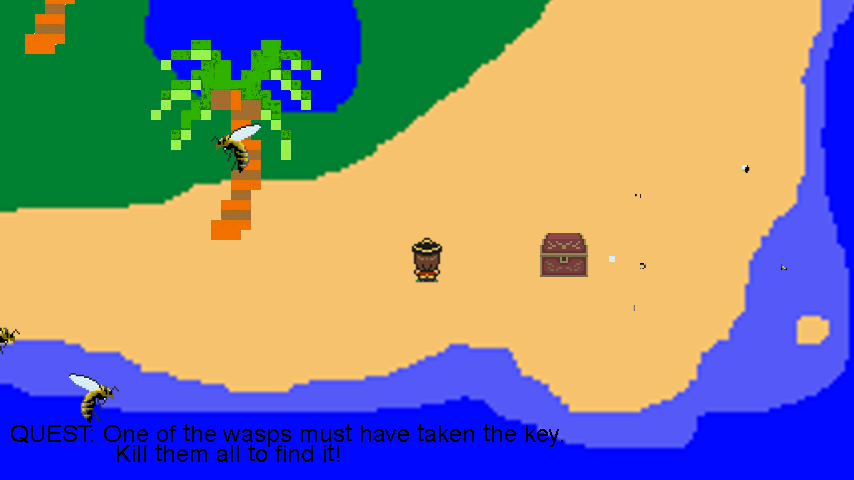 QUEST: One of the wasps must have taken the key.
Kill them all to find it!